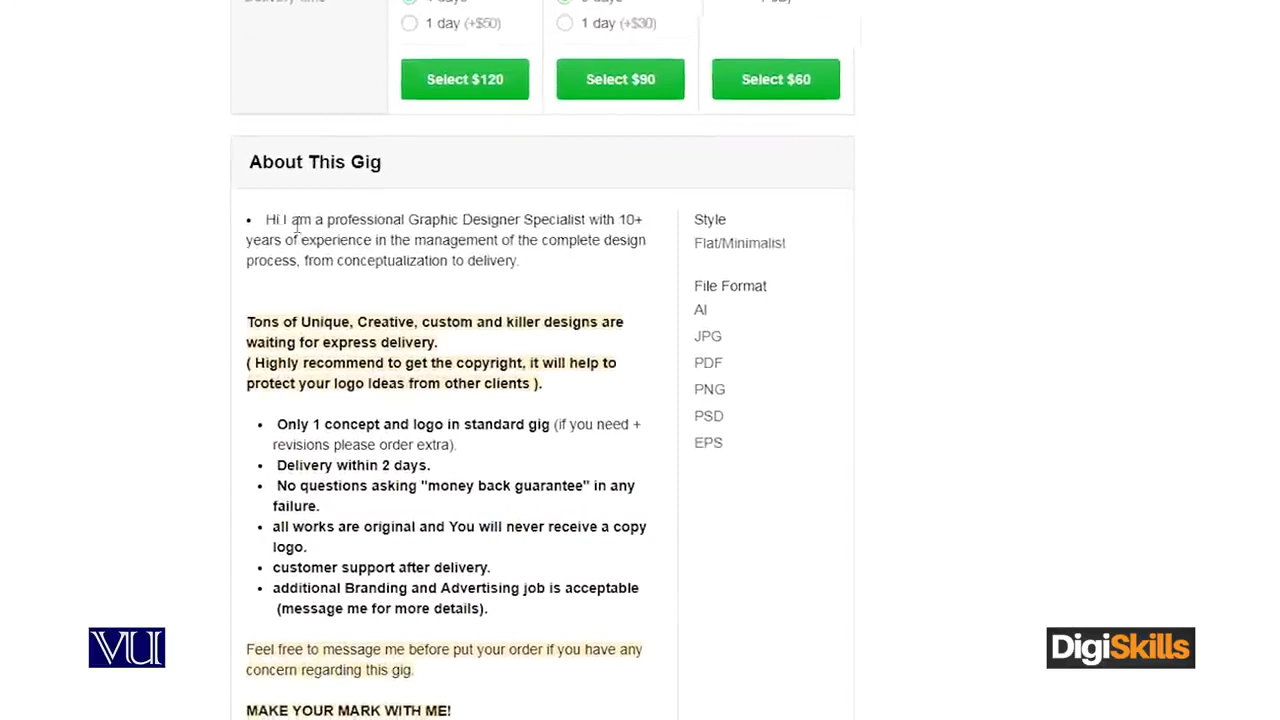 Delivery time
1 day (+$50)
1 day (+$30)
Select $120
Select $90
Select $60
About This Gig
• Hi I am a professional Graphic Designer Specialist with 10+
years of experience in the management of the complete design
process, from conceptualization to delivery.
Tons of Unique, Creative, custom and killer designs are
waiting for express delivery.
( Highly recommend to get the copyright, it will help to
protect your logo Ideas from other clients ).
• Only 1 concept and logo in standard gig (if you need +
revisions please order extra).
• Delivery within 2 days.
• No questions asking "money back guarantee" in any
failure.
• all works are original and You will never receive a copy
logo.
• customer support after delivery.
• additional Branding and Advertising job is acceptable
(message me for more details).
Feel free to message me before put your order if you have any
concern regarding this gig.
MAKE YOUR MARK WITH ME!
Style
Flat/Minimalist
File Format
AI
JPG
PDF
PNG
PSD
EPS
VU
DigiSkills